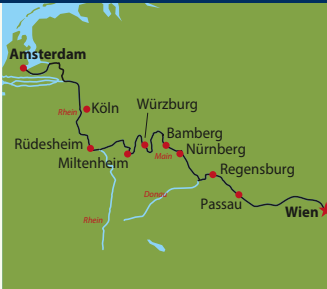 Amsterdam
Rhein
Köln
Würzburg
Rüdesheim
Bamberg
Main
Nürnberg
Miltenheim
Regensburg
Donau
Passau
Wien
Rhein